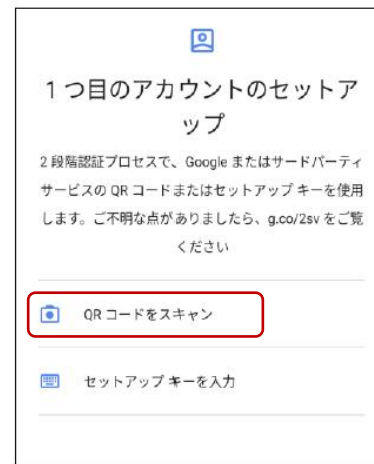 1 つ目のアカウントのセットア
ップ
2 段階認証プロセスで、Google またはサードパーティ
サービスの QR コードまたはセットアップ キーを使用
します。ご不明な点がありましたら、g.co/2sv をご覧
ください
QR コードをスキャン
セットアップ キーを入力